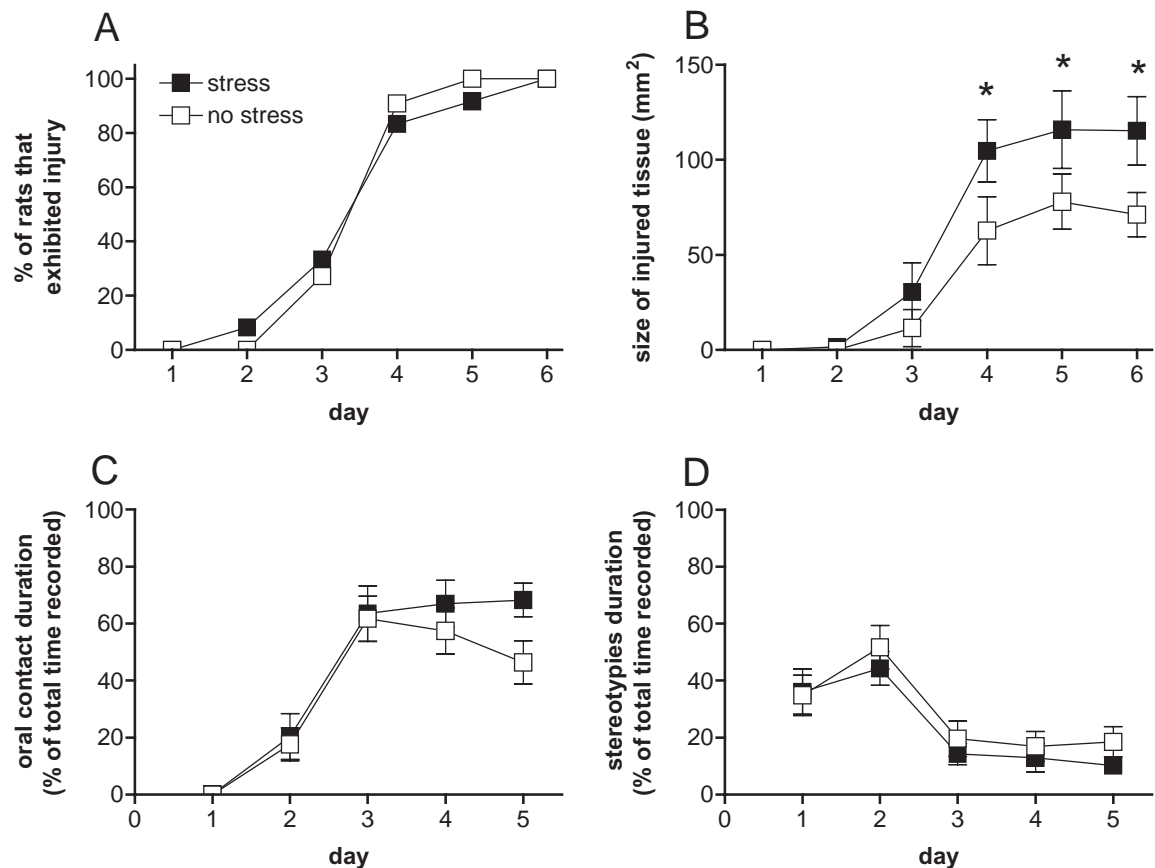 A
% of rats that
exhibited injury
100
80
60
40
20
0
stress
no stress
1 2 3 4 5 6
day
B
size of injured tissue (mm²)
150
100
50
0
* * *
1 2 3 4 5 6
day
C
oral contact duration
(% of total time recorded)
100
80
60
40
20
0
0 1 2 3 4 5
day
D
stereotypies duration
(% of total time recorded)
100
80
60
40
20
0
0 1 2 3 4 5
day